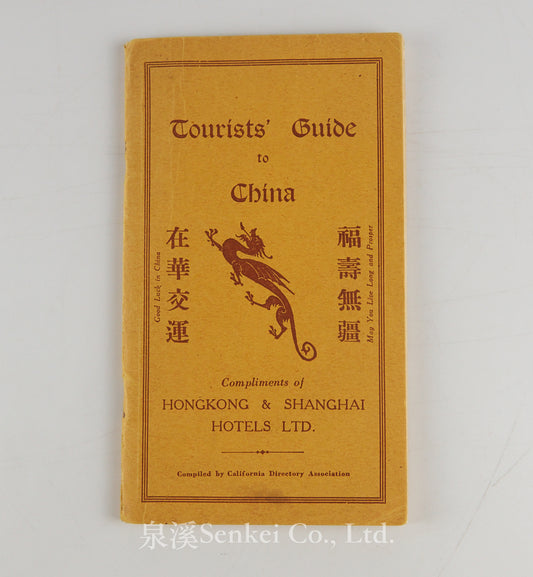 Tourists' Guide
to
China
在華交運
Good Luck in China
福壽無疆
May You Live Long and Prosper
Compliments of
HONGKONG & SHANGHAI
HOTELS LTD.
Compiled by California Directory Association
泉溪Senkei Co., Ltd.